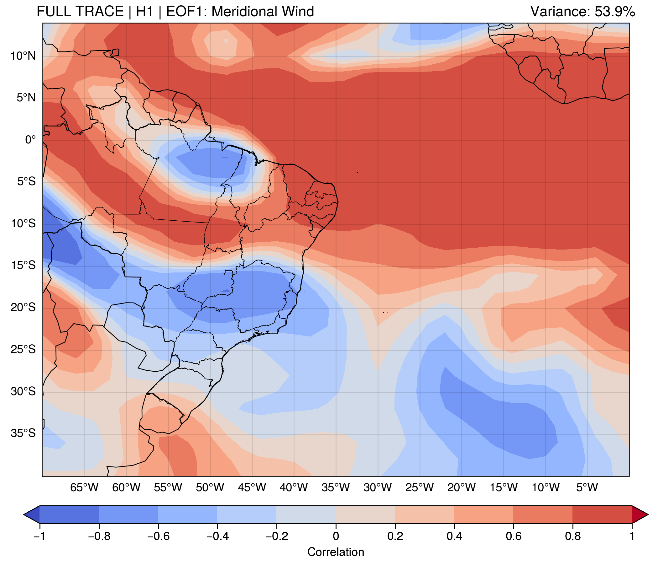 FULL TRACE | H1 | EOF1: Meridional Wind Variance: 53.9%
10°N
5°N
0°
5°S
10°S
15°S
20°S
25°S
30°S
35°S
65°W 60°W 55°W 50°W 45°W 40°W 35°W 30°W 25°W 20°W 15°W 10°W 5°W
−1 −0.8 −0.6 −0.4 −0.2 0 0.2 0.4 0.6 0.8 1
Correlation